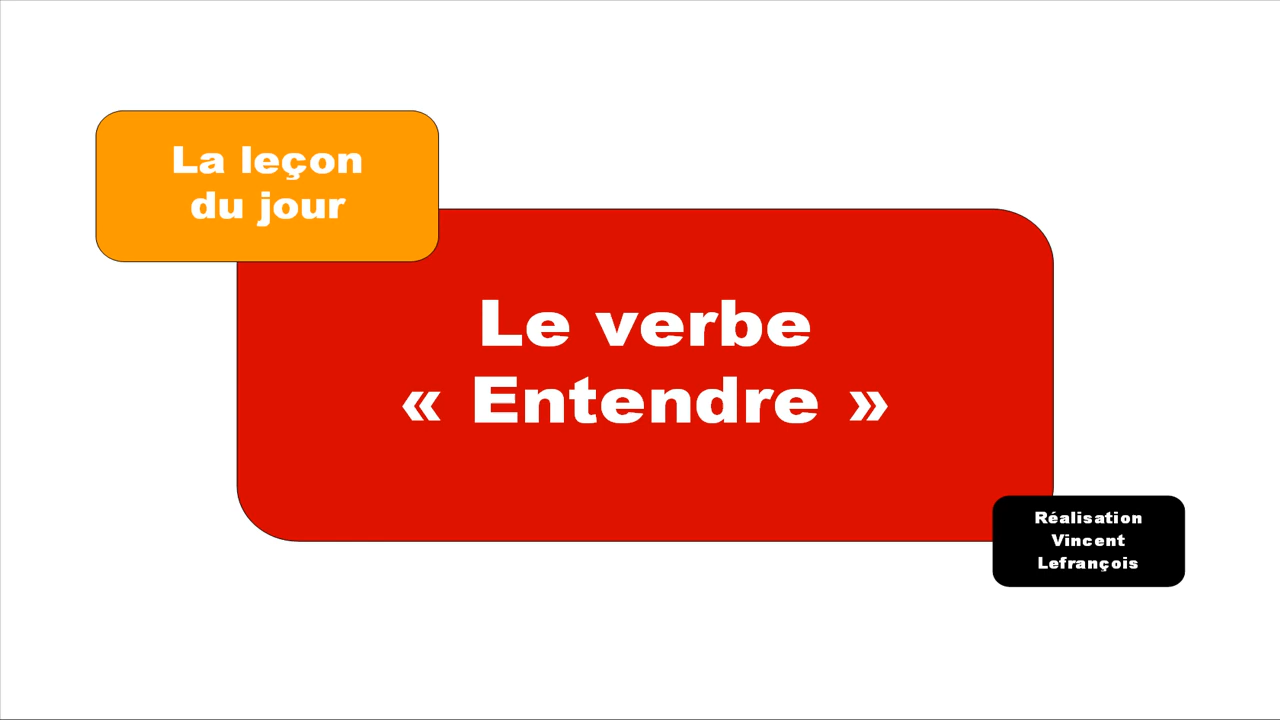 La leçon
du jour
Le verbe
« Entendre »
Réalisation
Vincent
Lefrançois